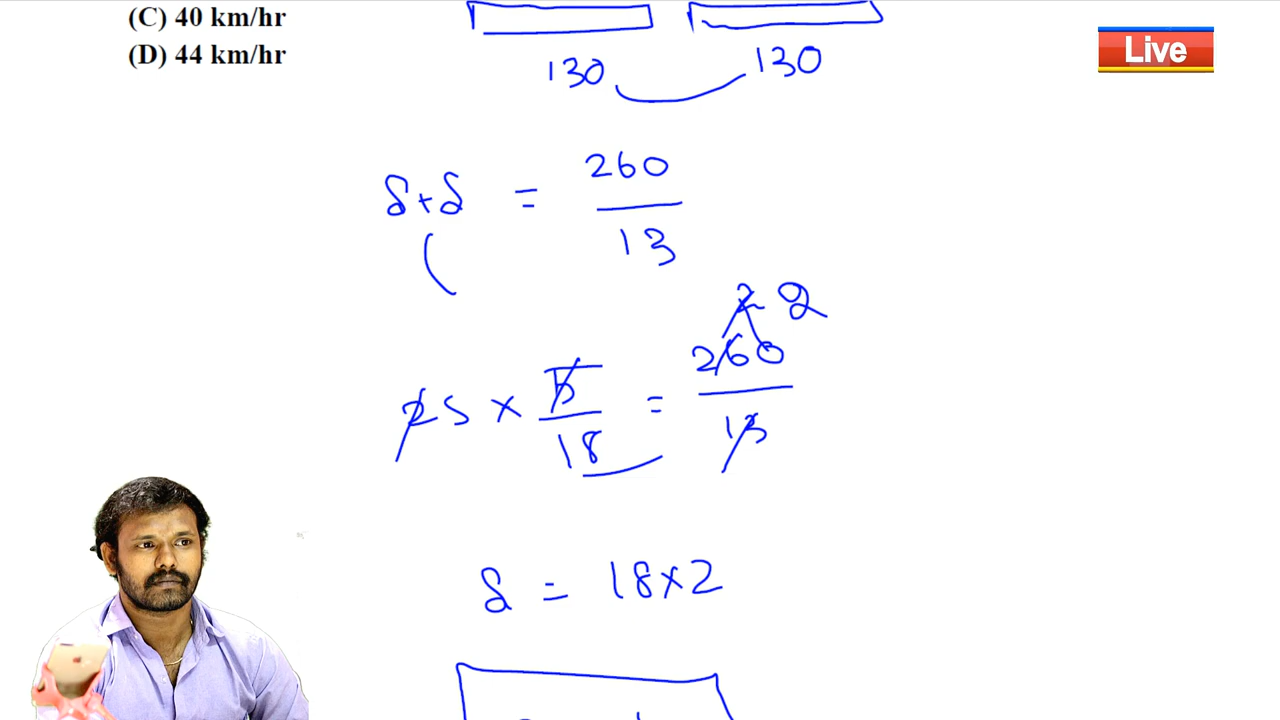 (C) 40 km/hr
(D) 44 km/hr
Live
130 130
s+s = 260/13
2 2
2s × 5/18 = 260/13
s = 18×2